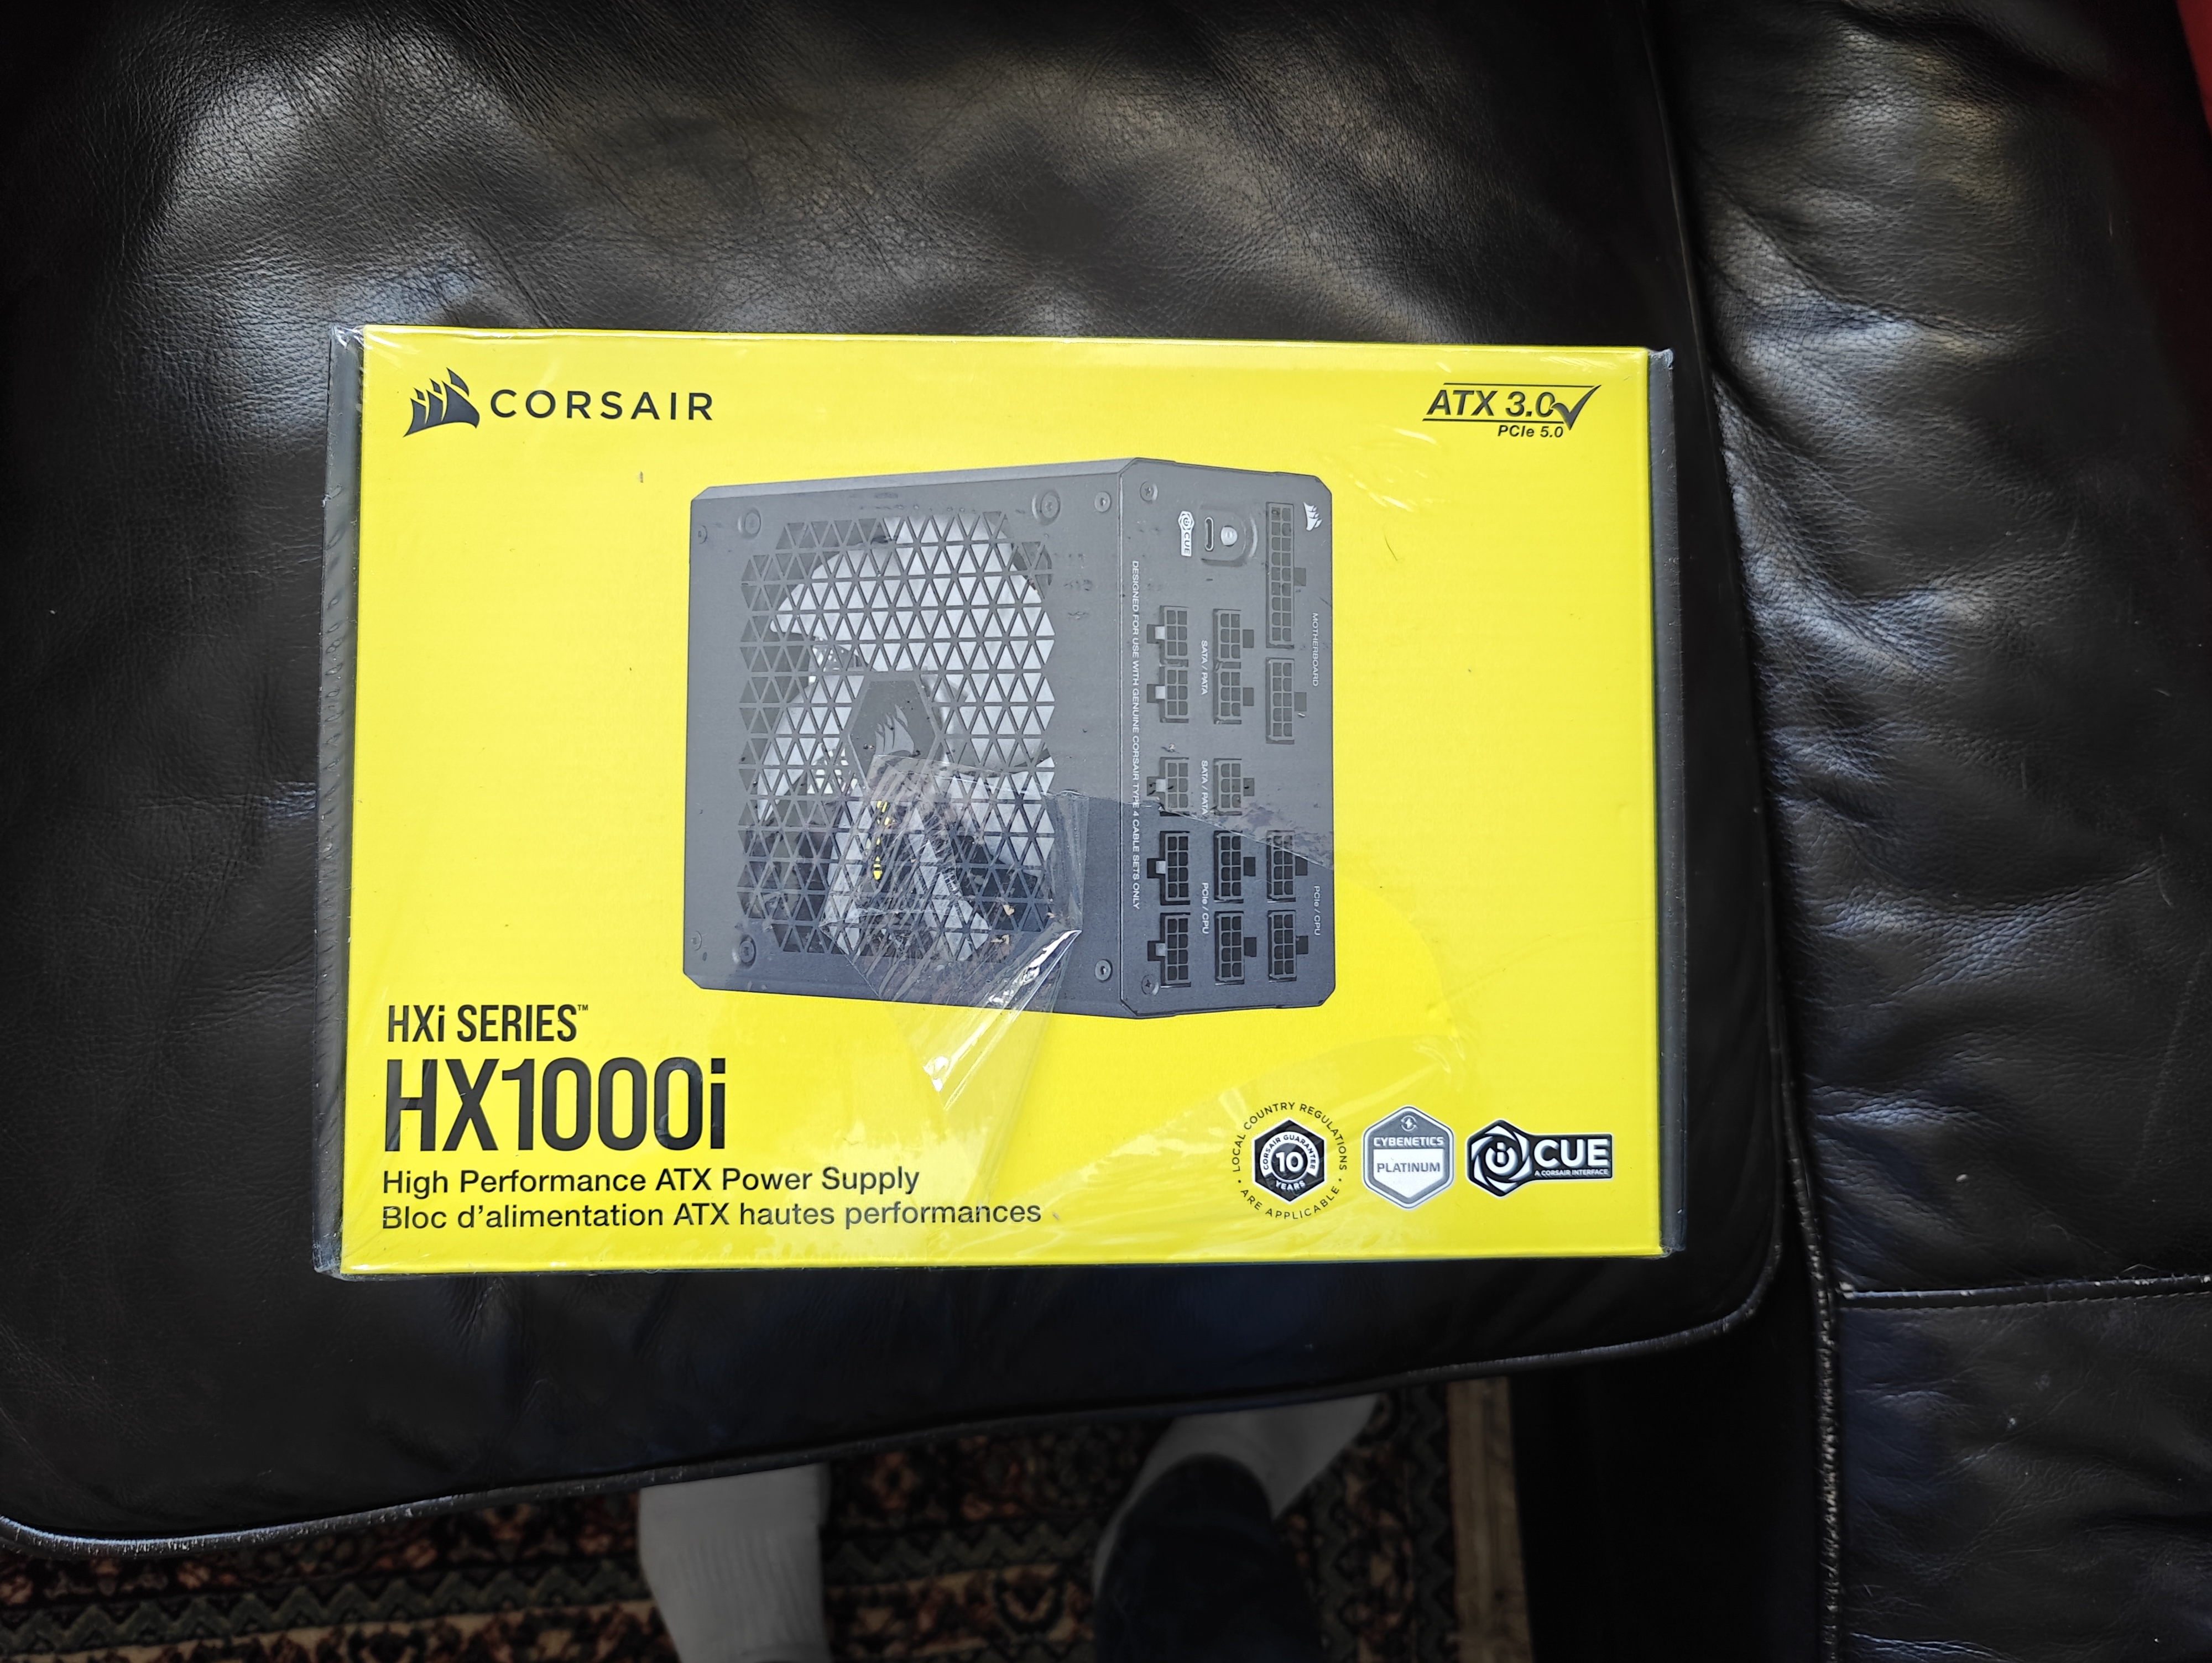 CORSAIR
ATX 3.0
PCIe 5.0
iCUE
MOTHERBOARD
SATA / PATA
SATA / PATA
PCIe / CPU
PCIe / CPU
DESIGNED FOR USE WITH GENUINE CORSAIR TYPE 4 CABLE SETS ONLY
HXi SERIES™
HX1000i
High Performance ATX Power Supply
Bloc d'alimentation ATX hautes performances
LOCAL COUNTRY REGULATIONS
• ARE APPLICABLE •
CORSAIR GUARANTEE
10
YEARS
CYBENETICS
PLATINUM
iCUE
A CORSAIR INTERFACE